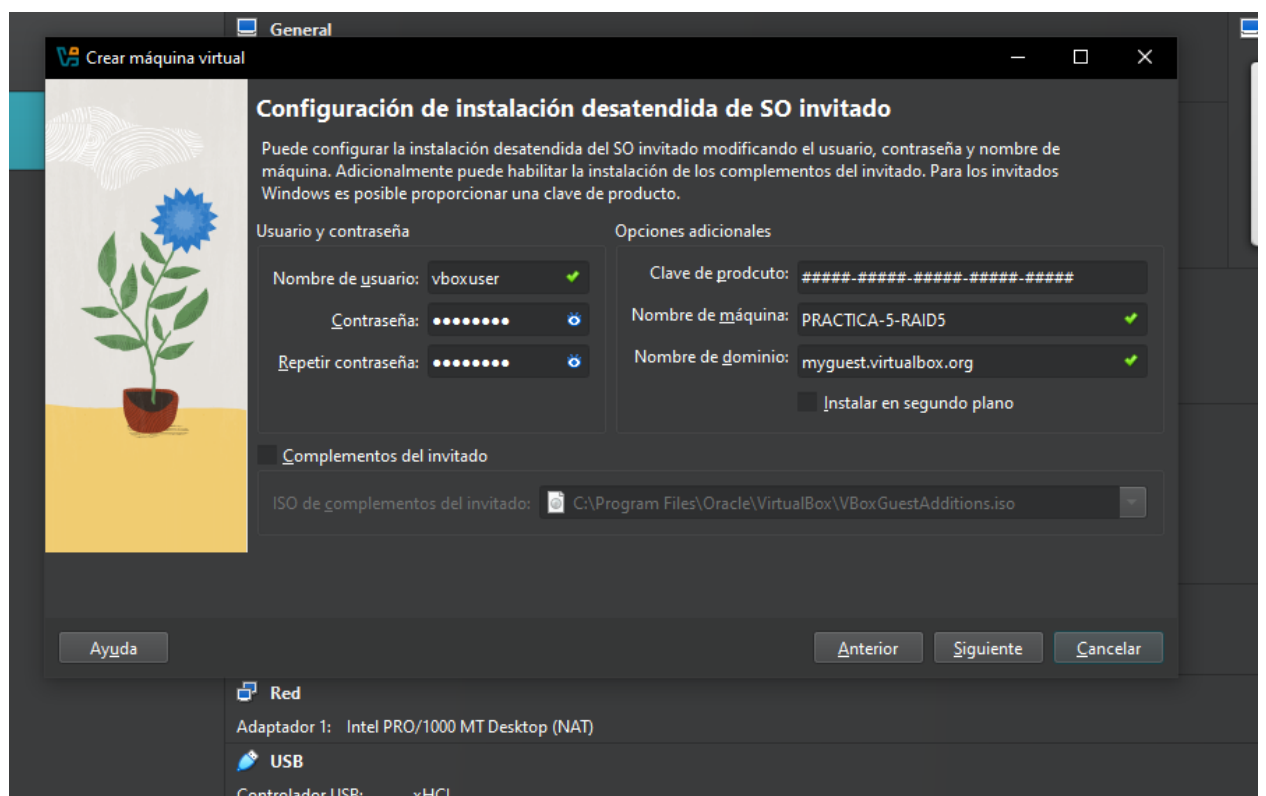 General
Crear máquina virtual
Configuración de instalación desatendida de SO invitado
Puede configurar la instalación desatendida del SO invitado modificando el usuario, contraseña y nombre de
máquina. Adicionalmente puede habilitar la instalación de los complementos del invitado. Para los invitados
Windows es posible proporcionar una clave de producto.
Usuario y contraseña
Nombre de usuario: vboxuser
Contraseña: ●●●●●●●●
Repetir contraseña: ●●●●●●●●
Opciones adicionales
Clave de prodcuto: #####-#####-#####-#####-#####
Nombre de máquina: PRACTICA-5-RAID5
Nombre de dominio: myguest.virtualbox.org
Instalar en segundo plano
Complementos del invitado
ISO de complementos del invitado: C:\Program Files\Oracle\VirtualBox\VBoxGuestAdditions.iso
Ayuda
Anterior
Siguiente
Cancelar
Red
Adaptador 1: Intel PRO/1000 MT Desktop (NAT)
USB
Controlador USB: xHCI